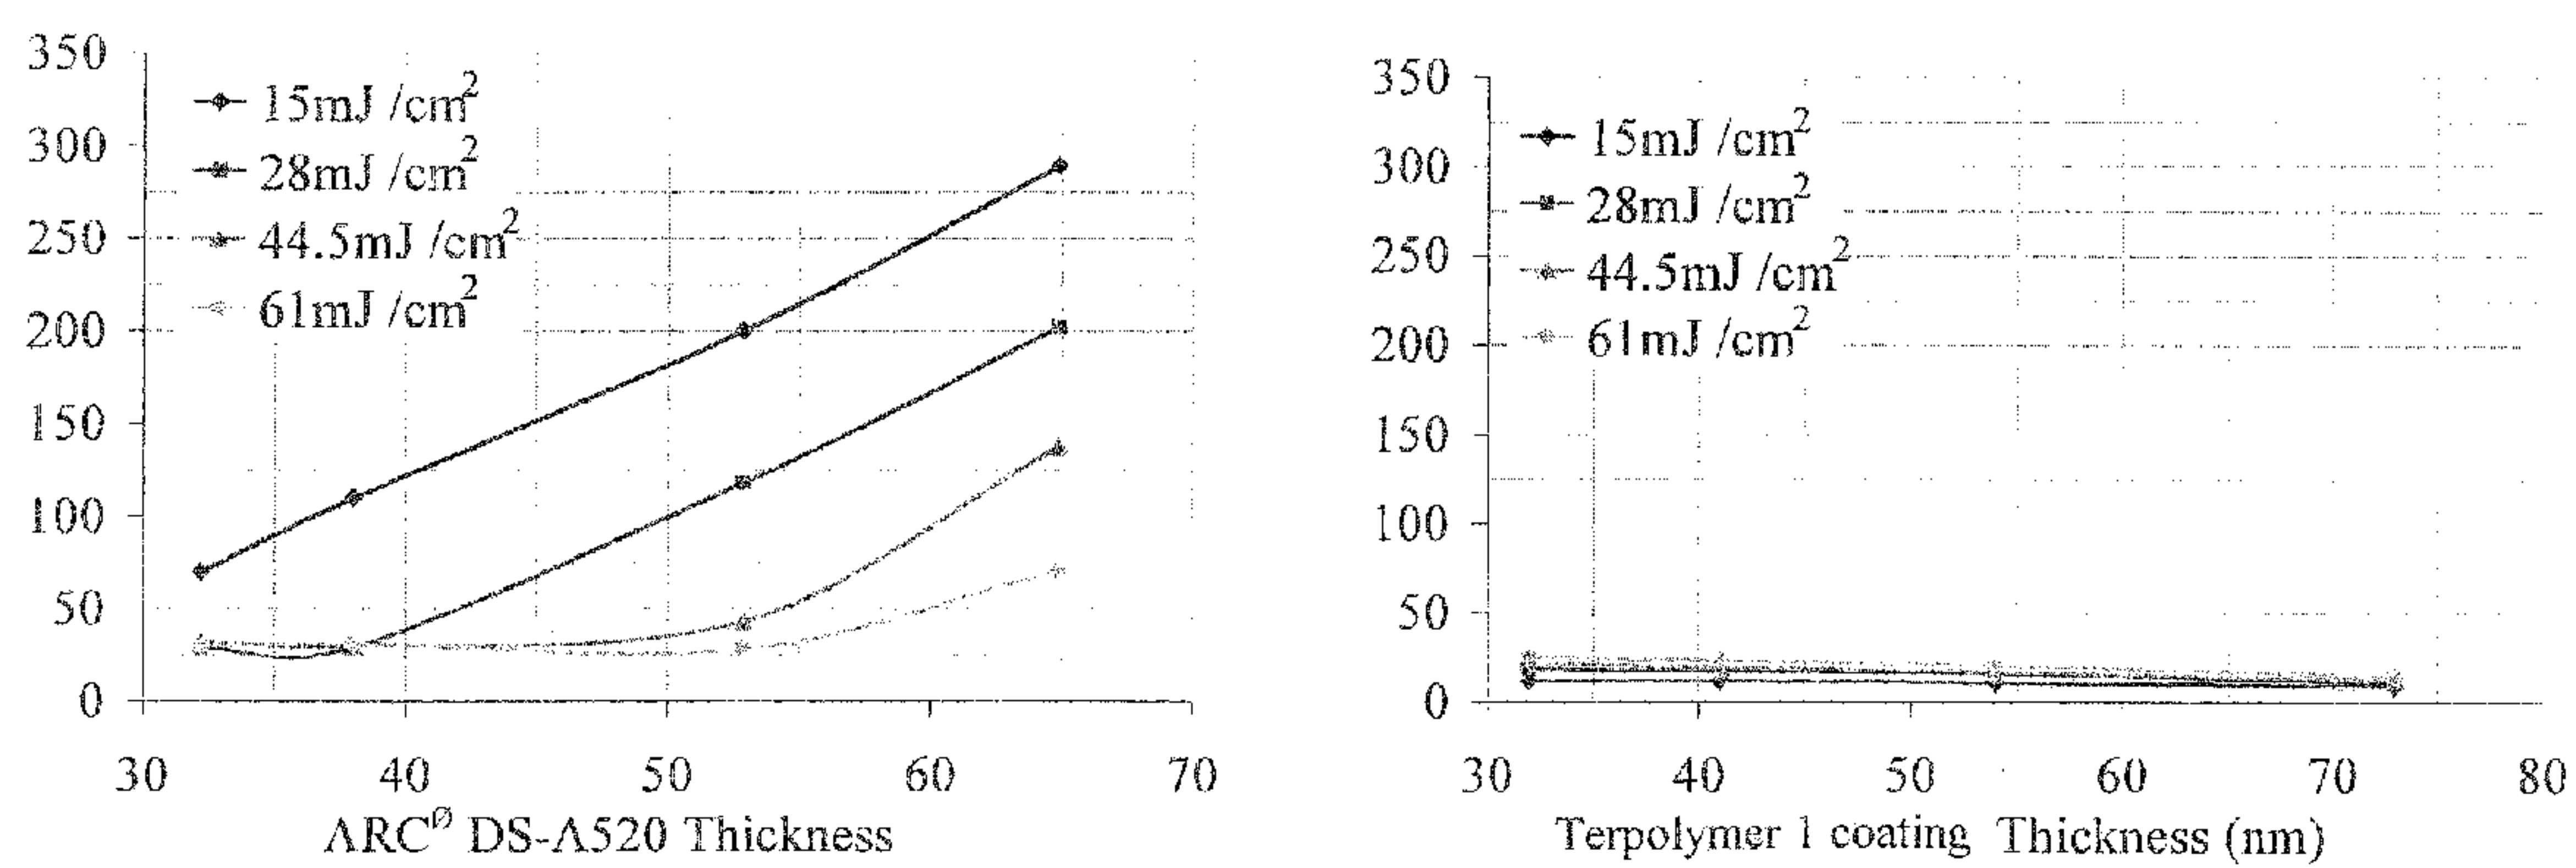 350
300
250
200
150
100
50
0
15mJ /cm²
28mJ /cm²
44.5mJ /cm²
61mJ /cm²
30 40 50 60 70
ARC^Ø DS-A520 Thickness
350
300
250
200
150
100
50
0
15mJ /cm²
28mJ /cm²
44.5mJ /cm²
61mJ /cm²
30 40 50 60 70 80
Terpolymer 1 coating Thickness (nm)